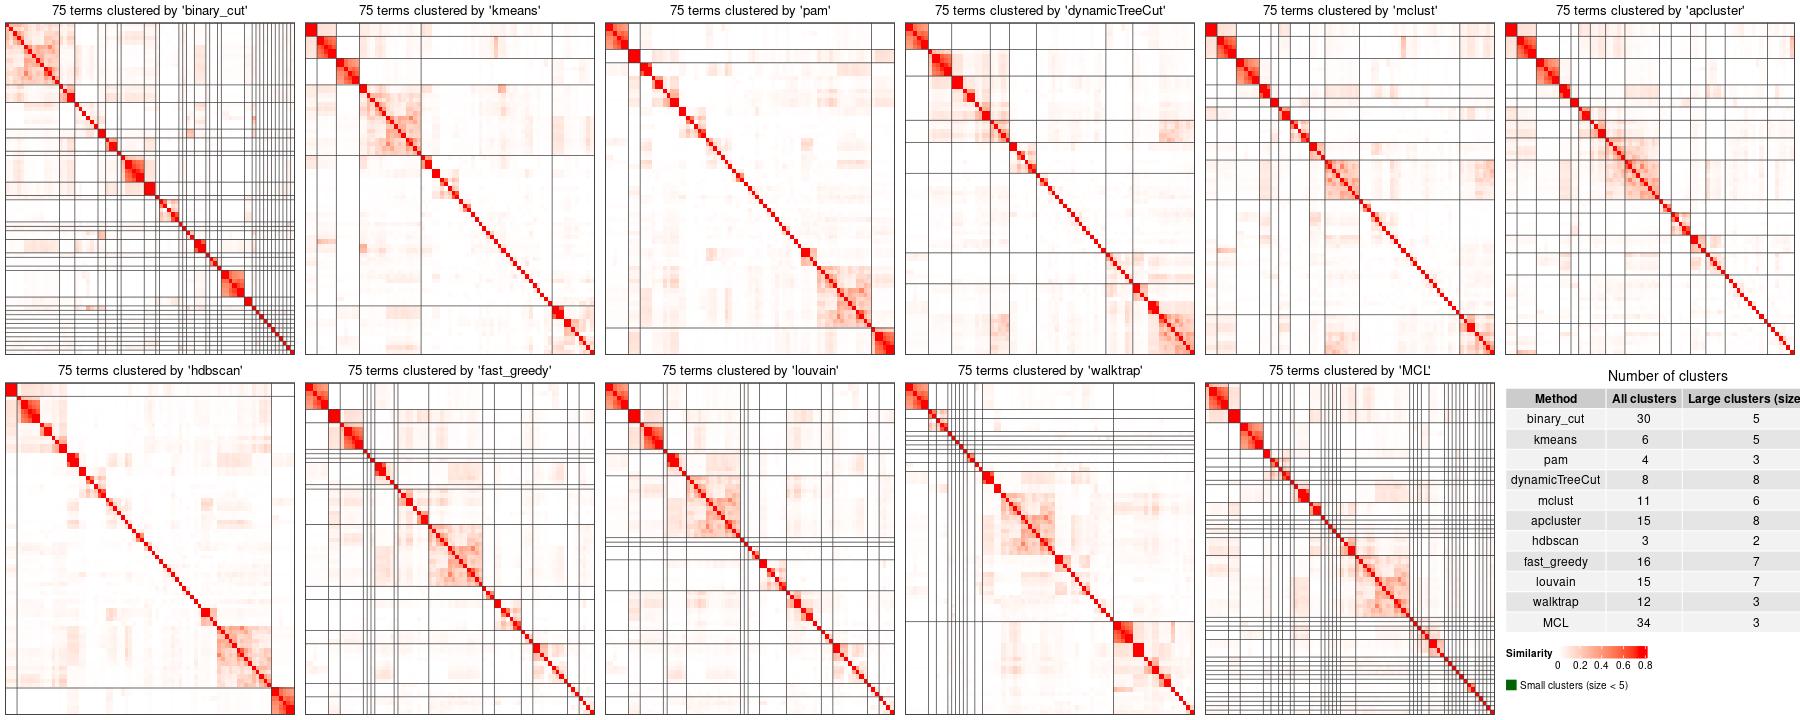 75 terms clustered by 'binary_cut'
75 terms clustered by 'kmeans'
75 terms clustered by 'pam'
75 terms clustered by 'dynamicTreeCut'
75 terms clustered by 'mclust'
75 terms clustered by 'apcluster'
75 terms clustered by 'hdbscan'
75 terms clustered by 'fast_greedy'
75 terms clustered by 'louvain'
75 terms clustered by 'walktrap'
75 terms clustered by 'MCL'
Number of clusters
Method All clusters Large clusters (size
binary_cut 30 5
kmeans 6 5
pam 4 3
dynamicTreeCut 8 8
mclust 11 6
apcluster 15 8
hdbscan 3 2
fast_greedy 16 7
louvain 15 7
walktrap 12 3
MCL 34 3
Similarity
0 0.2 0.4 0.6 0.8
Small clusters (size < 5)